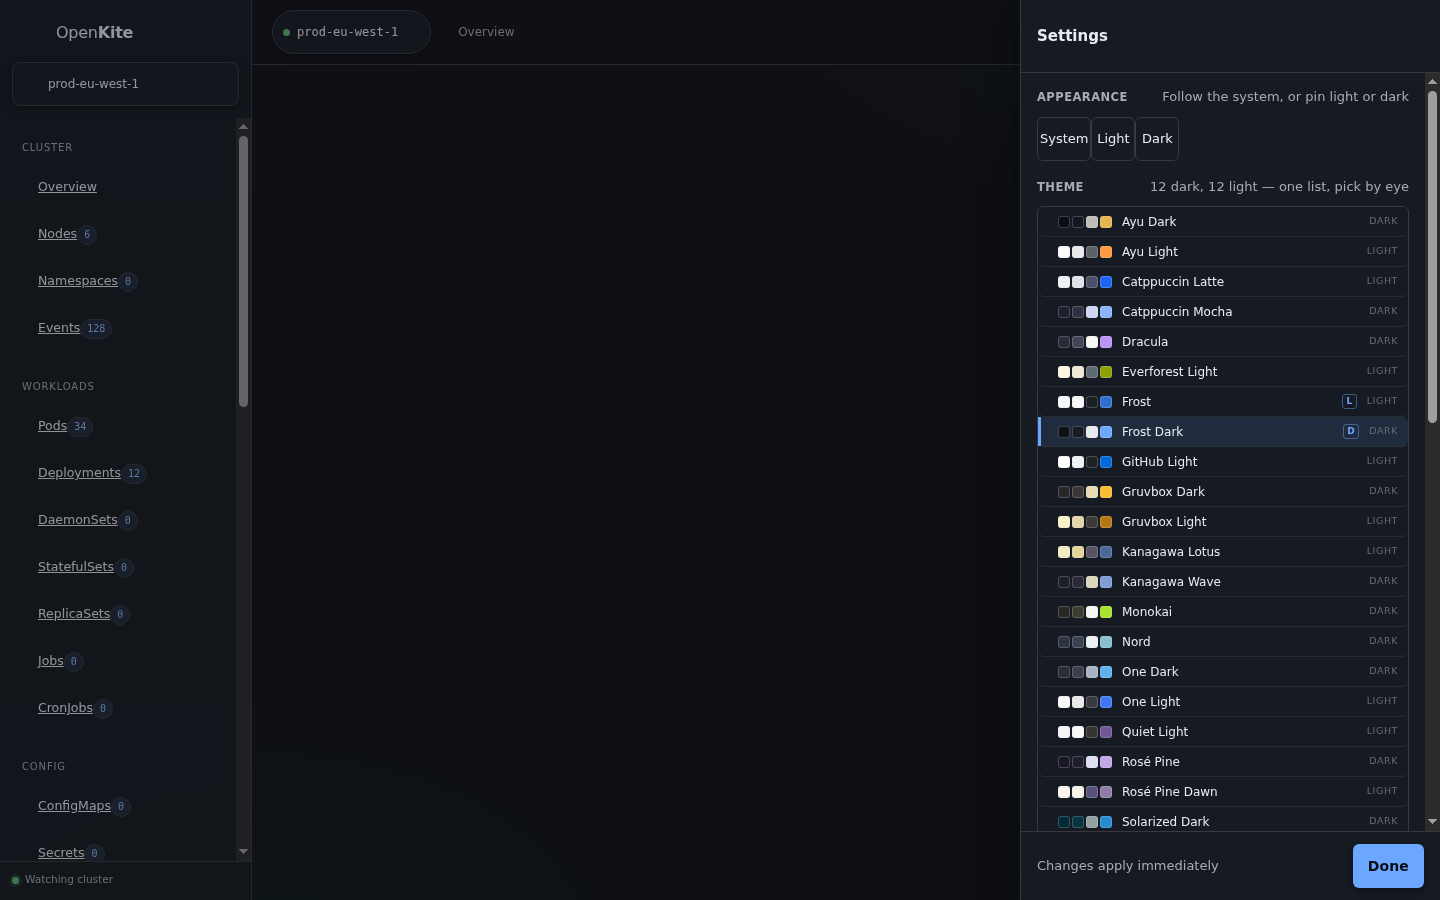 OpenKite
prod-eu-west-1
CLUSTER
Overview
Nodes 6
Namespaces 0
Events 128
WORKLOADS
Pods 34
Deployments 12
DaemonSets 0
StatefulSets 0
ReplicaSets 0
Jobs 0
CronJobs 0
CONFIG
ConfigMaps 0
Secrets 0
Watching cluster
prod-eu-west-1
Overview
Settings
APPEARANCE Follow the system, or pin light or dark
System Light Dark
THEME 12 dark, 12 light — one list, pick by eye
Ayu Dark DARK
Ayu Light LIGHT
Catppuccin Latte LIGHT
Catppuccin Mocha DARK
Dracula DARK
Everforest Light LIGHT
Frost L LIGHT
Frost Dark D DARK
GitHub Light LIGHT
Gruvbox Dark DARK
Gruvbox Light LIGHT
Kanagawa Lotus LIGHT
Kanagawa Wave DARK
Monokai DARK
Nord DARK
One Dark DARK
One Light LIGHT
Quiet Light LIGHT
Rosé Pine DARK
Rosé Pine Dawn LIGHT
Solarized Dark DARK
Changes apply immediately
Done